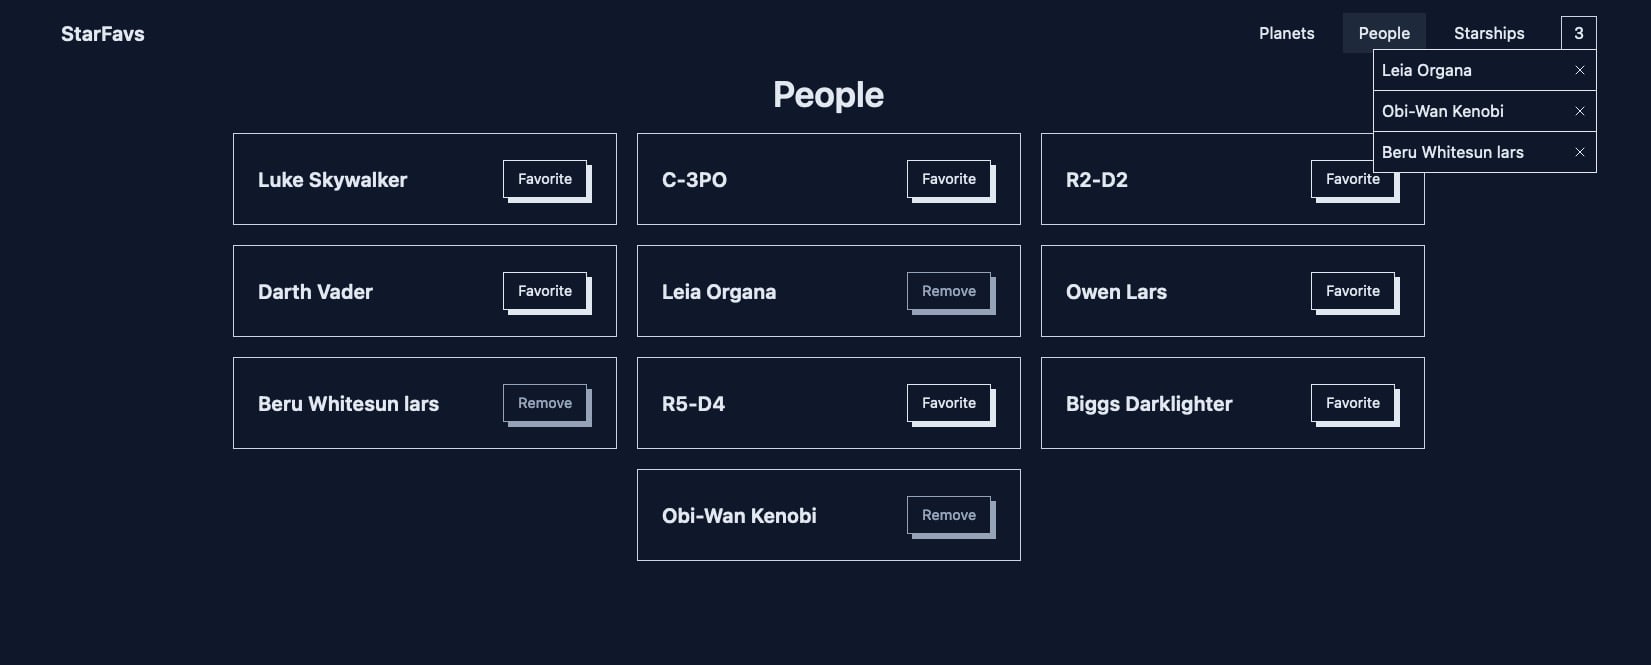 StarFavs
Planets
People
Starships
3
Leia Organa
Obi-Wan Kenobi
Beru Whitesun lars
People
Luke Skywalker
Favorite
C-3PO
Favorite
R2-D2
Favorite
Darth Vader
Favorite
Leia Organa
Remove
Owen Lars
Favorite
Beru Whitesun lars
Remove
R5-D4
Favorite
Biggs Darklighter
Favorite
Obi-Wan Kenobi
Remove